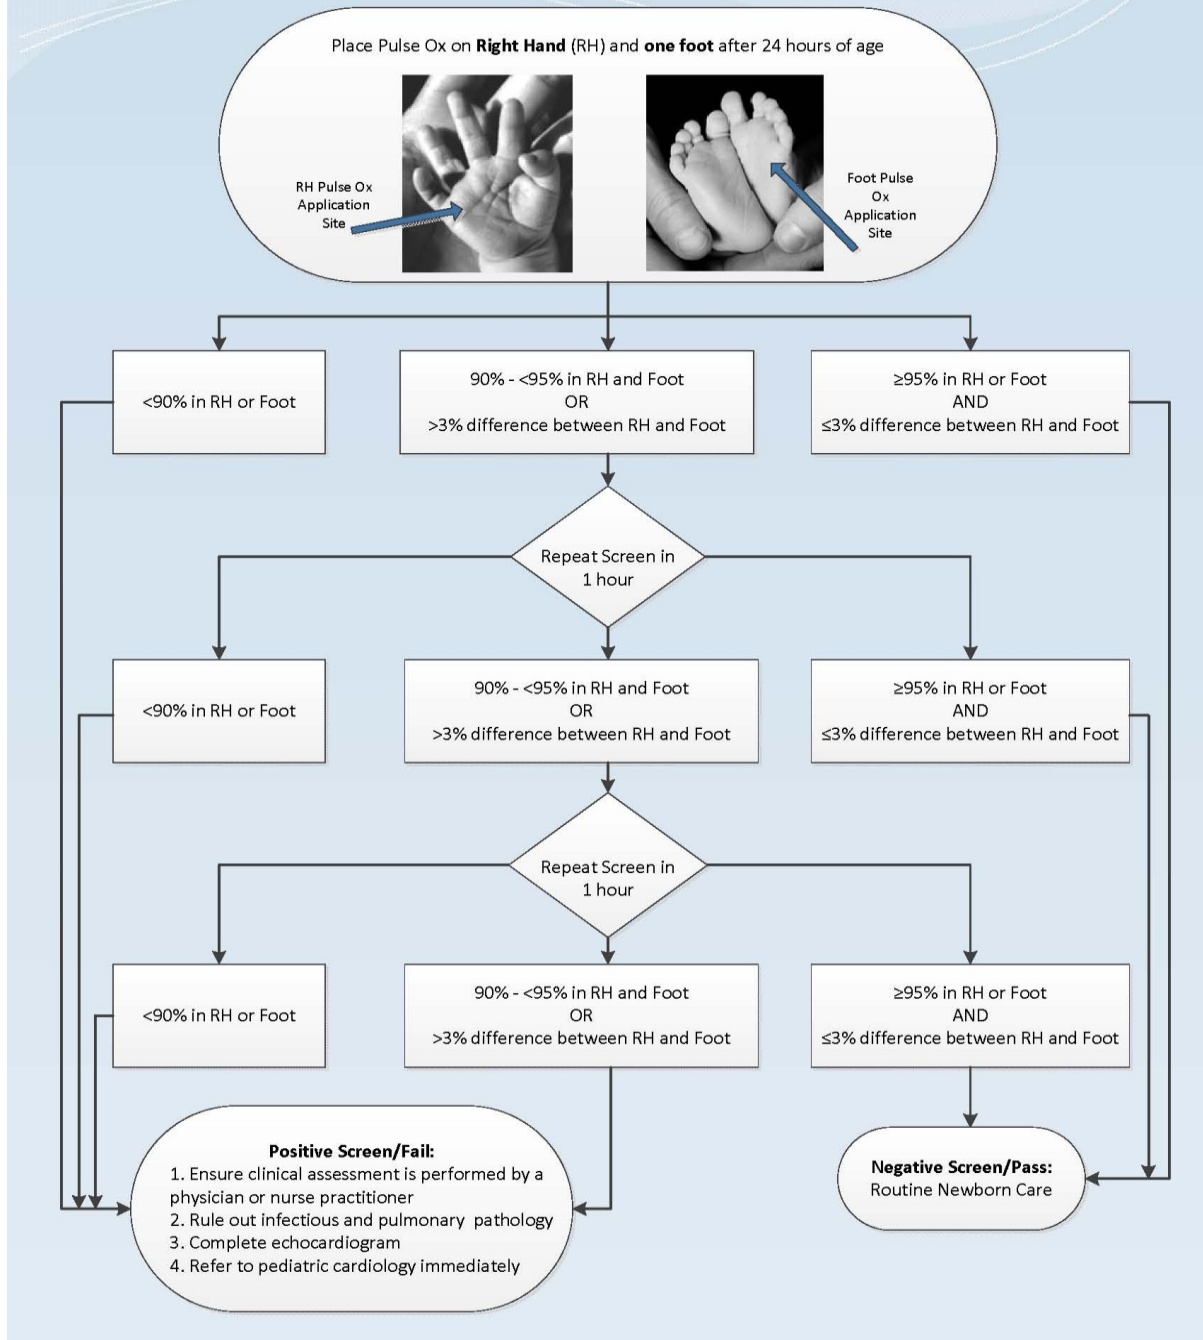 Place Pulse Ox on Right Hand (RH) and one foot after 24 hours of age
RH Pulse Ox
Application
Site
Foot Pulse
Ox
Application
Site
<90% in RH or Foot
90% - <95% in RH and Foot
OR
>3% difference between RH and Foot
≥95% in RH or Foot
AND
≤3% difference between RH and Foot
Repeat Screen in
1 hour
<90% in RH or Foot
90% - <95% in RH and Foot
OR
>3% difference between RH and Foot
≥95% in RH or Foot
AND
≤3% difference between RH and Foot
Repeat Screen in
1 hour
<90% in RH or Foot
90% - <95% in RH and Foot
OR
>3% difference between RH and Foot
≥95% in RH or Foot
AND
≤3% difference between RH and Foot
Positive Screen/Fail:
1. Ensure clinical assessment is performed by a
physician or nurse practitioner
2. Rule out infectious and pulmonary pathology
3. Complete echocardiogram
4. Refer to pediatric cardiology immediately
Negative Screen/Pass:
Routine Newborn Care